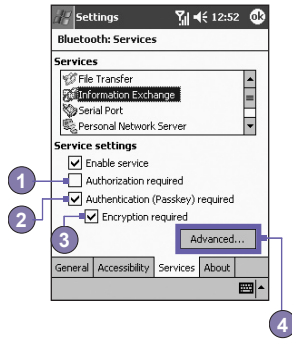 Settings 12:52 ok
Bluetooth: Services
Services
File Transfer
Information Exchange
Serial Port
Personal Network Server
Service settings
Enable service
1 Authorization required
2 Authentication (Passkey) required
3 Encryption required
Advanced...
General Accessibility Services About
4